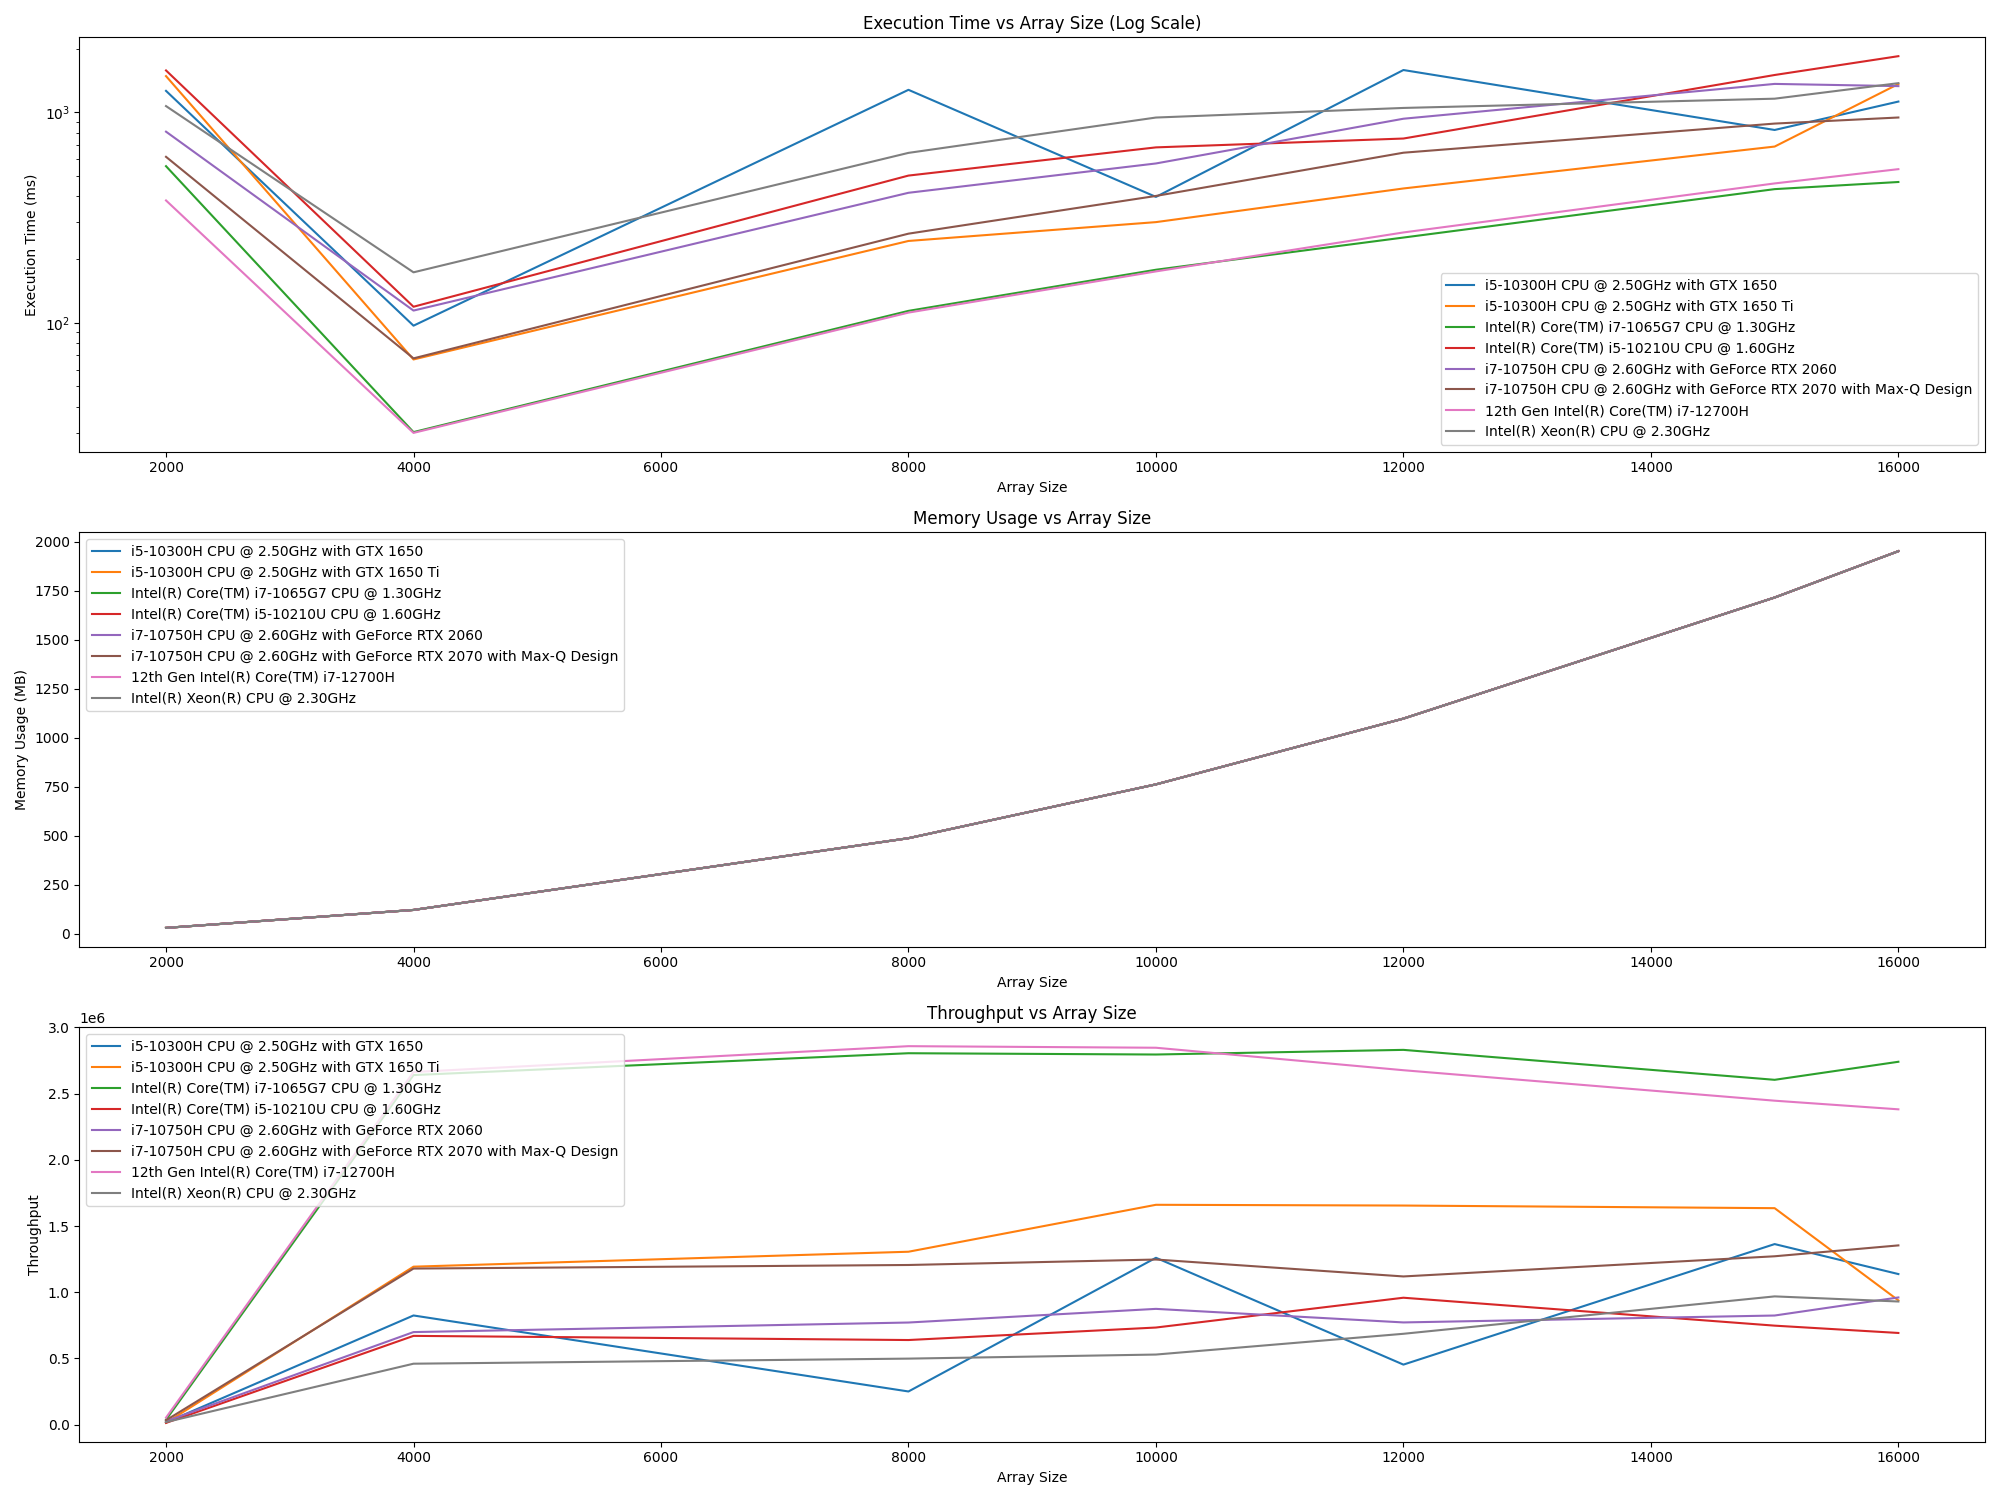 Execution Time vs Array Size (Log Scale)
Execution Time (ms)
10³
10²
i5-10300H CPU @ 2.50GHz with GTX 1650
i5-10300H CPU @ 2.50GHz with GTX 1650 Ti
Intel(R) Core(TM) i7-1065G7 CPU @ 1.30GHz
Intel(R) Core(TM) i5-10210U CPU @ 1.60GHz
i7-10750H CPU @ 2.60GHz with GeForce RTX 2060
i7-10750H CPU @ 2.60GHz with GeForce RTX 2070 with Max-Q Design
12th Gen Intel(R) Core(TM) i7-12700H
Intel(R) Xeon(R) CPU @ 2.30GHz
2000 4000 6000 8000 10000 12000 14000 16000
Array Size
Memory Usage vs Array Size
Memory Usage (MB)
2000
1750
1500
1250
1000
750
500
250
0
i5-10300H CPU @ 2.50GHz with GTX 1650
i5-10300H CPU @ 2.50GHz with GTX 1650 Ti
Intel(R) Core(TM) i7-1065G7 CPU @ 1.30GHz
Intel(R) Core(TM) i5-10210U CPU @ 1.60GHz
i7-10750H CPU @ 2.60GHz with GeForce RTX 2060
i7-10750H CPU @ 2.60GHz with GeForce RTX 2070 with Max-Q Design
12th Gen Intel(R) Core(TM) i7-12700H
Intel(R) Xeon(R) CPU @ 2.30GHz
2000 4000 6000 8000 10000 12000 14000 16000
Array Size
Throughput vs Array Size
1e6
Throughput
3.0
2.5
2.0
1.5
1.0
0.5
0.0
i5-10300H CPU @ 2.50GHz with GTX 1650
i5-10300H CPU @ 2.50GHz with GTX 1650 Ti
Intel(R) Core(TM) i7-1065G7 CPU @ 1.30GHz
Intel(R) Core(TM) i5-10210U CPU @ 1.60GHz
i7-10750H CPU @ 2.60GHz with GeForce RTX 2060
i7-10750H CPU @ 2.60GHz with GeForce RTX 2070 with Max-Q Design
12th Gen Intel(R) Core(TM) i7-12700H
Intel(R) Xeon(R) CPU @ 2.30GHz
2000 4000 6000 8000 10000 12000 14000 16000
Array Size